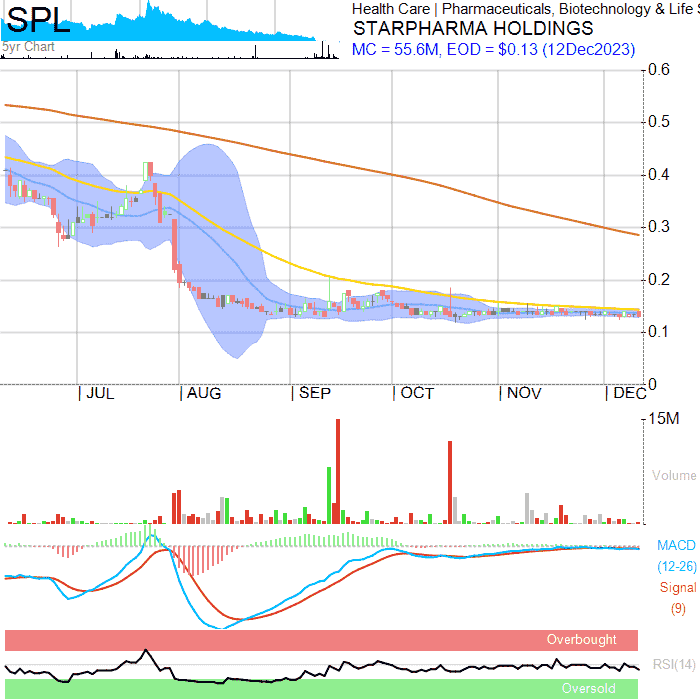 SPL
5yr Chart
Health Care | Pharmaceuticals, Biotechnology & Life S
STARPHARMA HOLDINGS
MC = 55.6M, EOD = $0.13 (12Dec2023)
0.6
0.5
0.4
0.3
0.2
0.1
0
JUL AUG SEP OCT NOV DEC
15M
Volume
MACD
(12-26)
Signal
(9)
Overbought
RSI(14)
Oversold